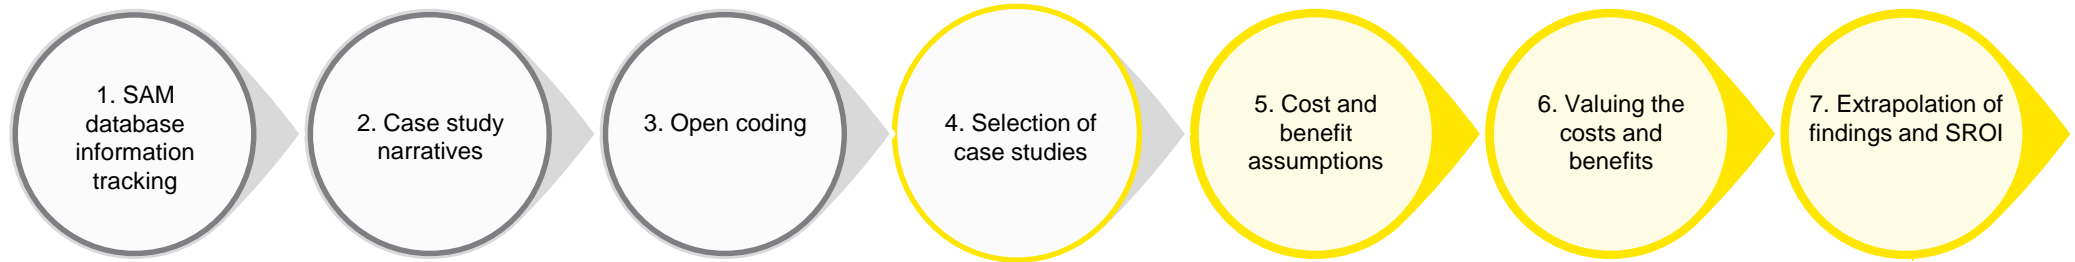 1. SAM
database
information
tracking
2. Case study
narratives
3. Open coding
4. Selection of
case studies
5. Cost and
benefit
assumptions
6. Valuing the
costs and
benefits
7. Extrapolation of
findings and SROI